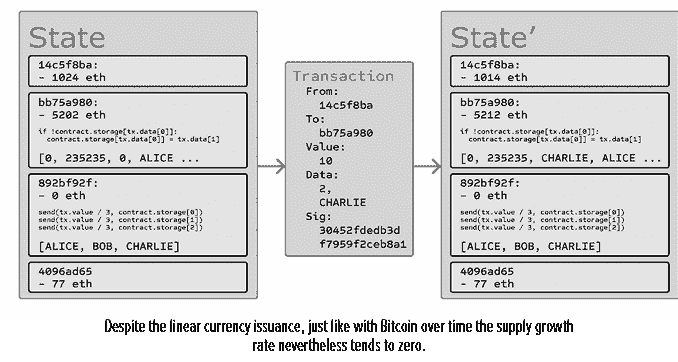 State
14c5f8ba:
- 1024 eth
bb75a980:
- 5202 eth
if !contract.storage[tx.data[0]]:
contract.storage[tx.data[0]] = tx.data[1]
[0, 235235, 0, ALICE ...
892bf92f:
- 0 eth
send(tx.value / 3, contract.storage[0])
send(tx.value / 3, contract.storage[1])
send(tx.value / 3, contract.storage[2])
[ALICE, BOB, CHARLIE]
4096ad65
- 77 eth
Transaction
From:
14c5f8ba
To:
bb75a980
Value:
10
Data:
2,
CHARLIE
Sig:
30452fdedb3d
f7959f2ceb8a1
State'
14c5f8ba:
- 1014 eth
bb75a980:
- 5212 eth
if !contract.storage[tx.data[0]]:
contract.storage[tx.data[0]] = tx.data[1]
[0, 235235, CHARLIE, ALICE ...
892bf92f:
- 0 eth
send(tx.value / 3, contract.storage[0])
send(tx.value / 3, contract.storage[1])
send(tx.value / 3, contract.storage[2])
[ALICE, BOB, CHARLIE]
4096ad65
- 77 eth
Despite the linear currency issuance, just like with Bitcoin over time the supply growth
rate nevertheless tends to zero.